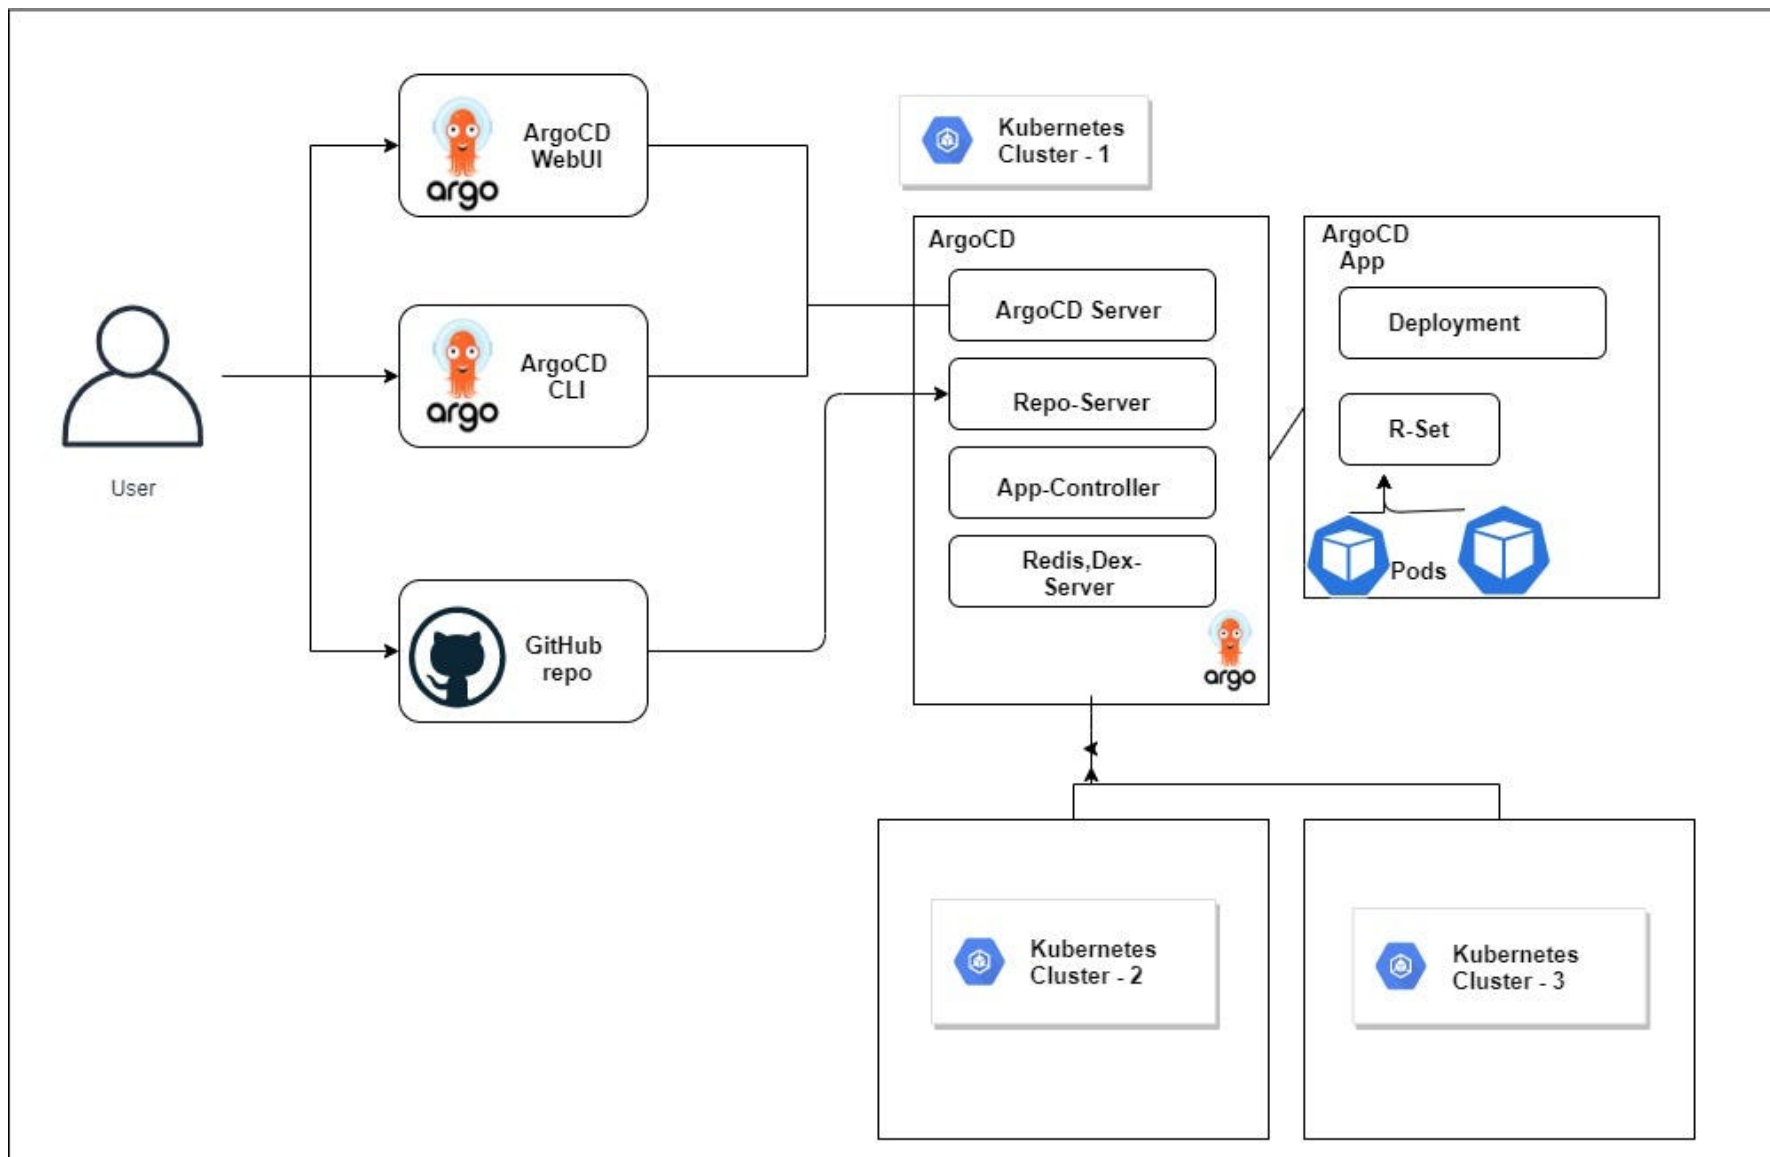 ArgoCD
WebUI
argo
Kubernetes
Cluster - 1
ArgoCD
ArgoCD
App
ArgoCD Server
Deployment
ArgoCD
CLI
argo
Repo-Server
R-Set
App-Controller
User
Redis,Dex-
Server
Pods
GitHub
repo
argo
Kubernetes
Cluster - 2
Kubernetes
Cluster - 3